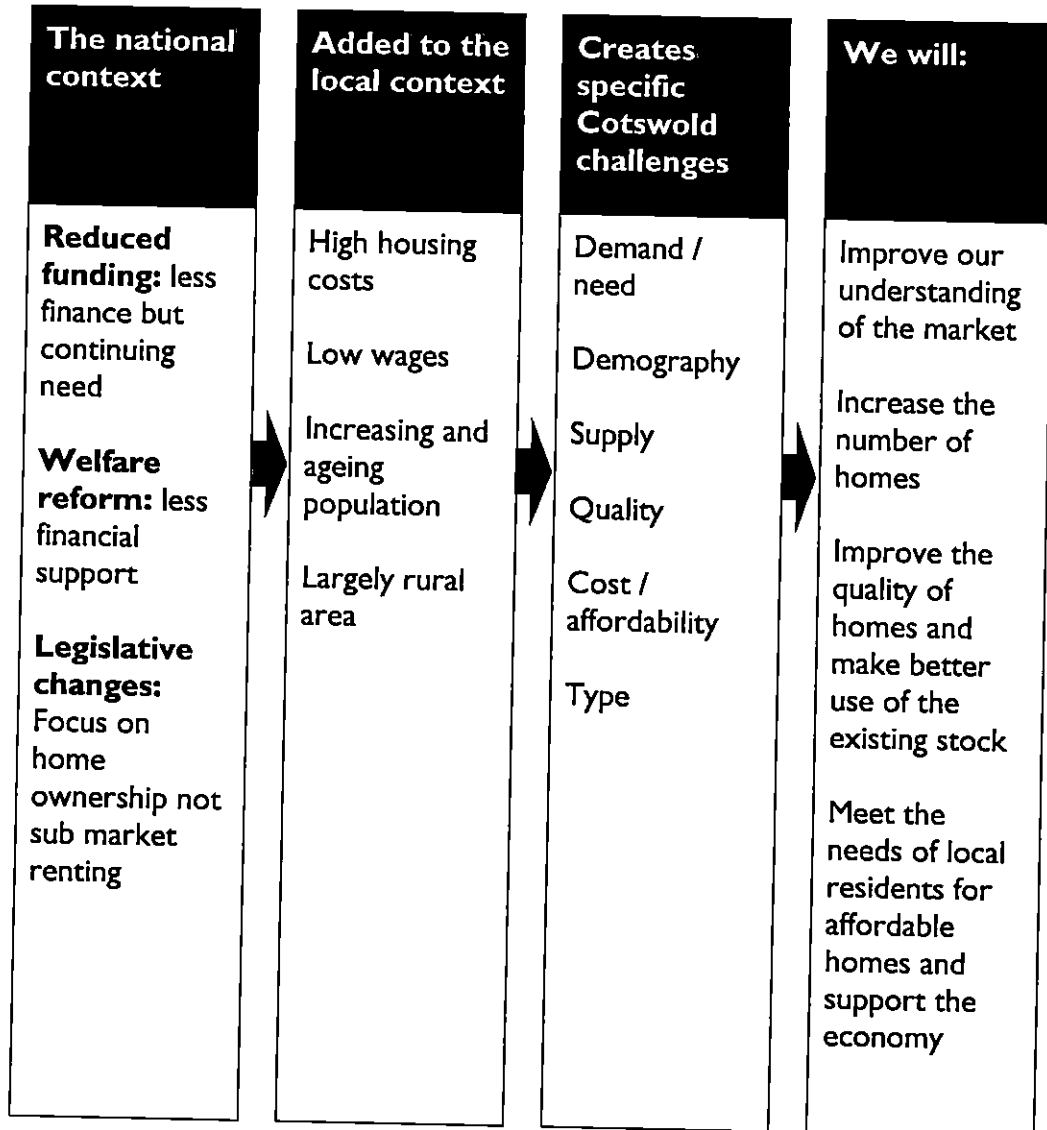 The national
context
Reduced
funding: less
finance but
continuing
need
Welfare
reform: less
financial
support
Legislative
changes:
Focus on
home
ownership not
sub market
renting
Added to the
local context
High housing
costs
Low wages
Increasing and
ageing
population
Largely rural
area
Creates
specific
Cotswold
challenges
Demand /
need
Demography
Supply
Quality
Cost /
affordability
Type
We will:
Improve our
understanding
of the market
Increase the
number of
homes
Improve the
quality of
homes and
make better
use of the
existing stock
Meet the
needs of local
residents for
affordable
homes and
support the
economy